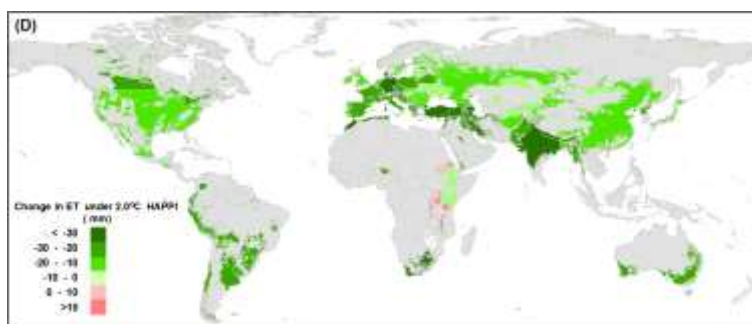 (D)
Change in ET under 2.0°C HAPPI
( mm)
< -30
-30 - -20
-20 - -10
-10 - 0
0 - 10
>10